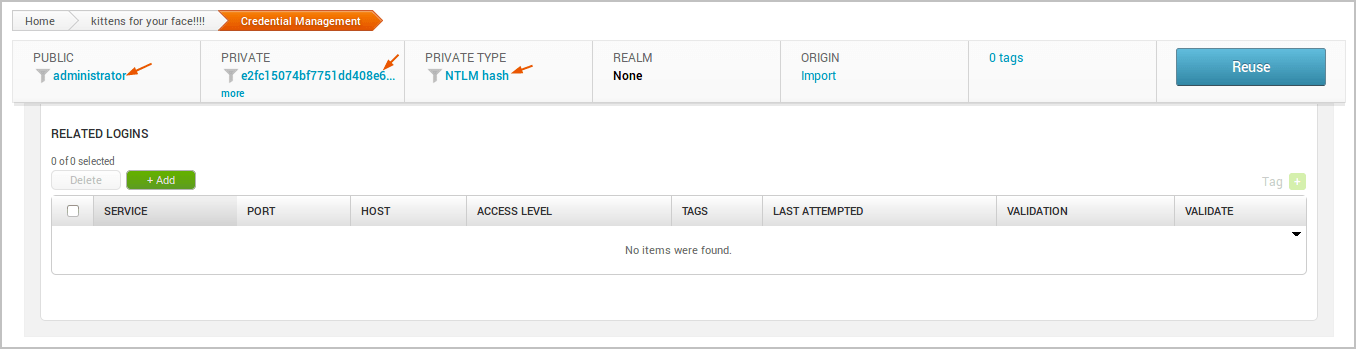 Home kittens for your face!!!! Credential Management
PUBLIC PRIVATE PRIVATE TYPE REALM ORIGIN 0 tags Reuse
administrator e2fc15074bf7751dd408e6... NTLM hash None Import
more
RELATED LOGINS
0 of 0 selected
Delete + Add Tag +
SERVICE PORT HOST ACCESS LEVEL TAGS LAST ATTEMPTED VALIDATION VALIDATE
No items were found.